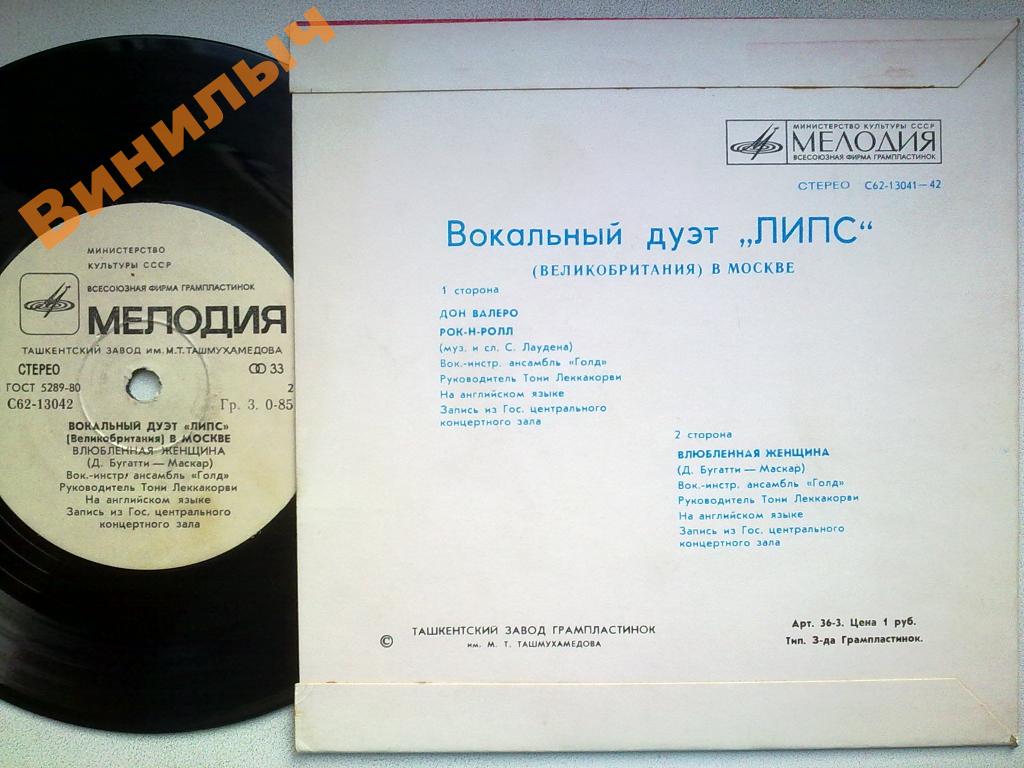 Винилыч
МИНИСТЕРСТВО
КУЛЬТУРЫ СССР
ВСЕСОЮЗНАЯ ФИРМА ГРАМПЛАСТИНОК
МЕЛОДИЯ
ТАШКЕНТСКИЙ ЗАВОД ИМ. М.Т. ТАШМУХАМЕДОВА
СТЕРЕО 33
ГОСТ 5289-80 2
С62-13042 Гр. 3. 0-85
ВОКАЛЬНЫЙ ДУЭТ «ЛИПС»
(Великобритания) В МОСКВЕ
ВЛЮБЛЕННАЯ ЖЕНЩИНА
(Д. Бугатти — Маскар)
Вок.-инстр. ансамбль «Голд»
Руководитель Тони Леккакорви
На английском языке
Запись из Гос. центрального
концертного зала
МИНИСТЕРСТВО КУЛЬТУРЫ СССР
МЕЛОДИЯ
ВСЕСОЮЗНАЯ ФИРМА ГРАМПЛАСТИНОК
СТЕРЕО С62-13041—42
Вокальный дуэт „ЛИПС“
(ВЕЛИКОБРИТАНИЯ) В МОСКВЕ
1 сторона
ДОН ВАЛЕРО
РОК-Н-РОЛЛ
(муз. и сл. С. Лаудена)
Вок.-инстр. ансамбль «Голд»
Руководитель Тони Леккакорви
На английском языке
Запись из Гос. центрального
концертного зала
2 сторона
ВЛЮБЛЕННАЯ ЖЕНЩИНА
(Д. Бугатти — Маскар)
Вок.-инстр. ансамбль «Голд»
Руководитель Тони Леккакорви
На английском языке
Запись из Гос. центрального
концертного зала
© ТАШКЕНТСКИЙ ЗАВОД ГРАМПЛАСТИНОК
им. М. Т. ТАШМУХАМЕДОВА
Арт. 36-3. Цена 1 руб.
Тип. З-да Грампластинок.